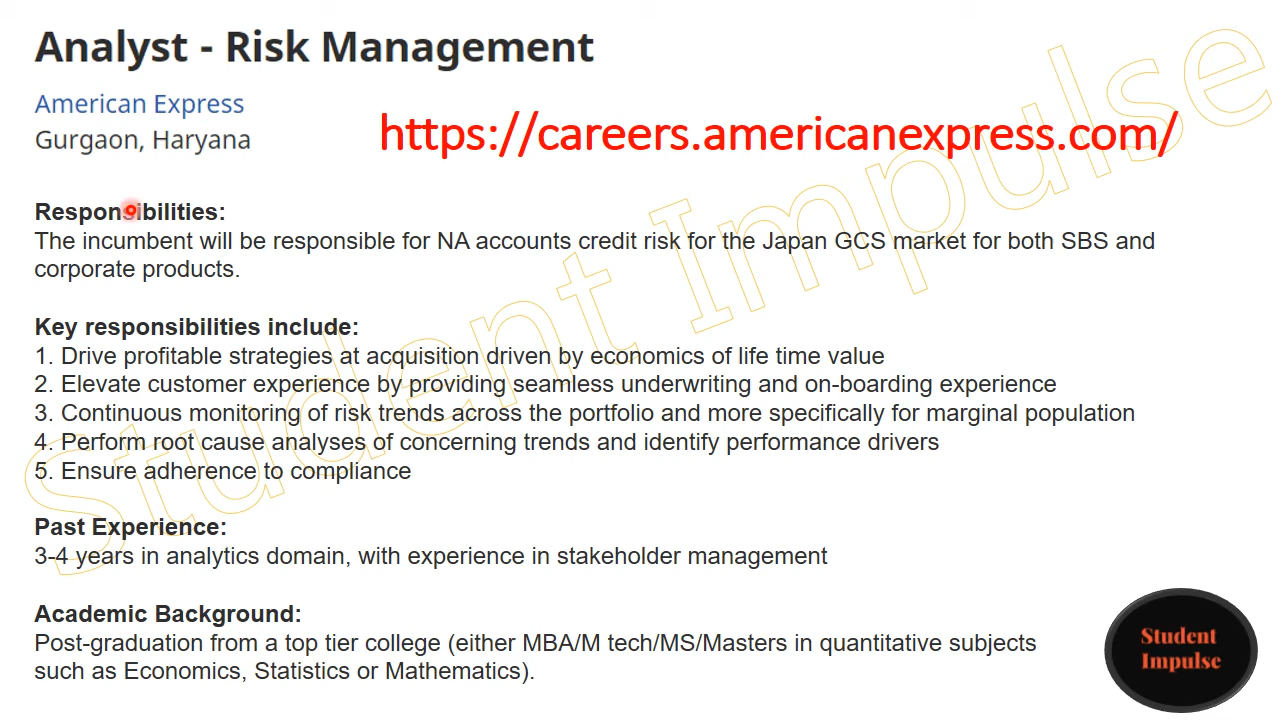 Analyst - Risk Management
American Express
Gurgaon, Haryana
https://careers.americanexpress.com/
Responsibilities:
The incumbent will be responsible for NA accounts credit risk for the Japan GCS market for both SBS and
corporate products.
Key responsibilities include:
1. Drive profitable strategies at acquisition driven by economics of life time value
2. Elevate customer experience by providing seamless underwriting and on-boarding experience
3. Continuous monitoring of risk trends across the portfolio and more specifically for marginal population
4. Perform root cause analyses of concerning trends and identify performance drivers
5. Ensure adherence to compliance
Past Experience:
3-4 years in analytics domain, with experience in stakeholder management
Academic Background:
Post-graduation from a top tier college (either MBA/M tech/MS/Masters in quantitative subjects
such as Economics, Statistics or Mathematics).
Student Impulse
Student
Impulse